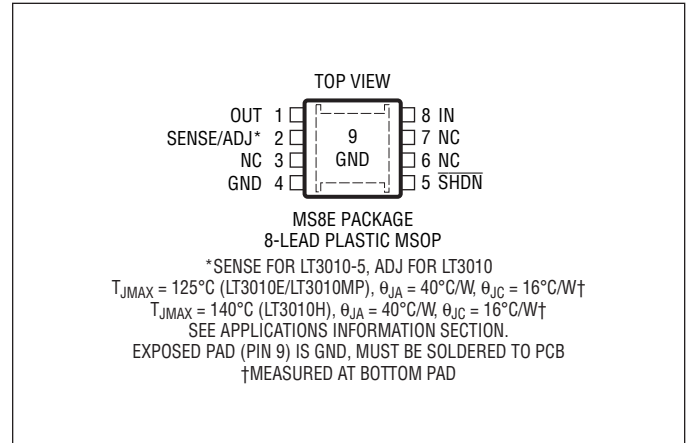 TOP VIEW
OUT 1
8 IN
SENSE/ADJ* 2
7 NC
NC 3
6 NC
GND 4
5 SHDN
9
GND
MS8E PACKAGE
8-LEAD PLASTIC MSOP
*SENSE FOR LT3010-5, ADJ FOR LT3010
TJMAX = 125°C (LT3010E/LT3010MP), θJA = 40°C/W, θJC = 16°C/W†
TJMAX = 140°C (LT3010H), θJA = 40°C/W, θJC = 16°C/W†
SEE APPLICATIONS INFORMATION SECTION.
EXPOSED PAD (PIN 9) IS GND, MUST BE SOLDERED TO PCB
†MEASURED AT BOTTOM PAD